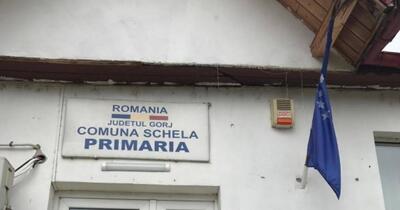 ROMANIA
JUDETUL GORJ
COMUNA SCHELA
PRIMARIA